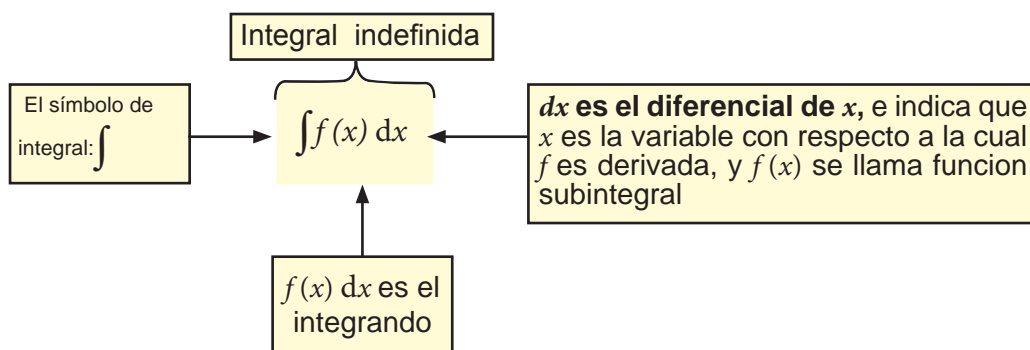 Integral indefinida
El símbolo de
integral: ∫
∫f (x) dx
dx es el diferencial de x, e indica que
x es la variable con respecto a la cual
f es derivada, y f (x) se llama funcion
subintegral
f (x) dx es el
integrando